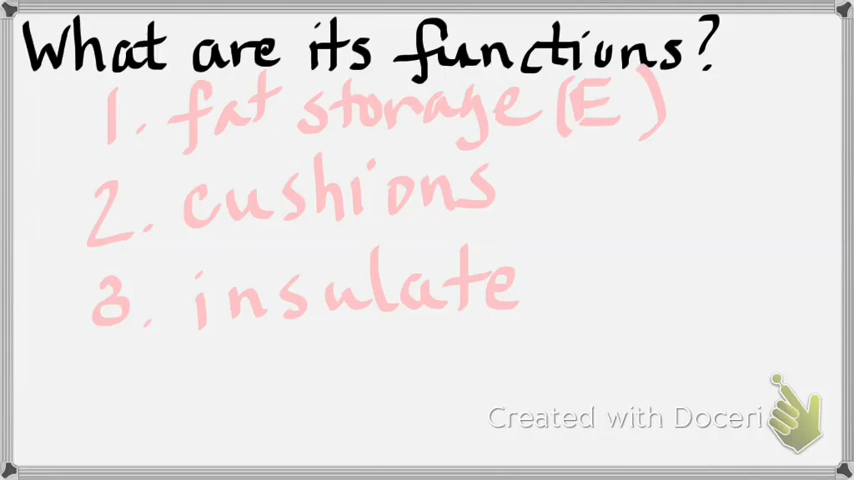 What are its functions?
1. fat storage (E)
2. cushions
3. insulate
Created with Doceri